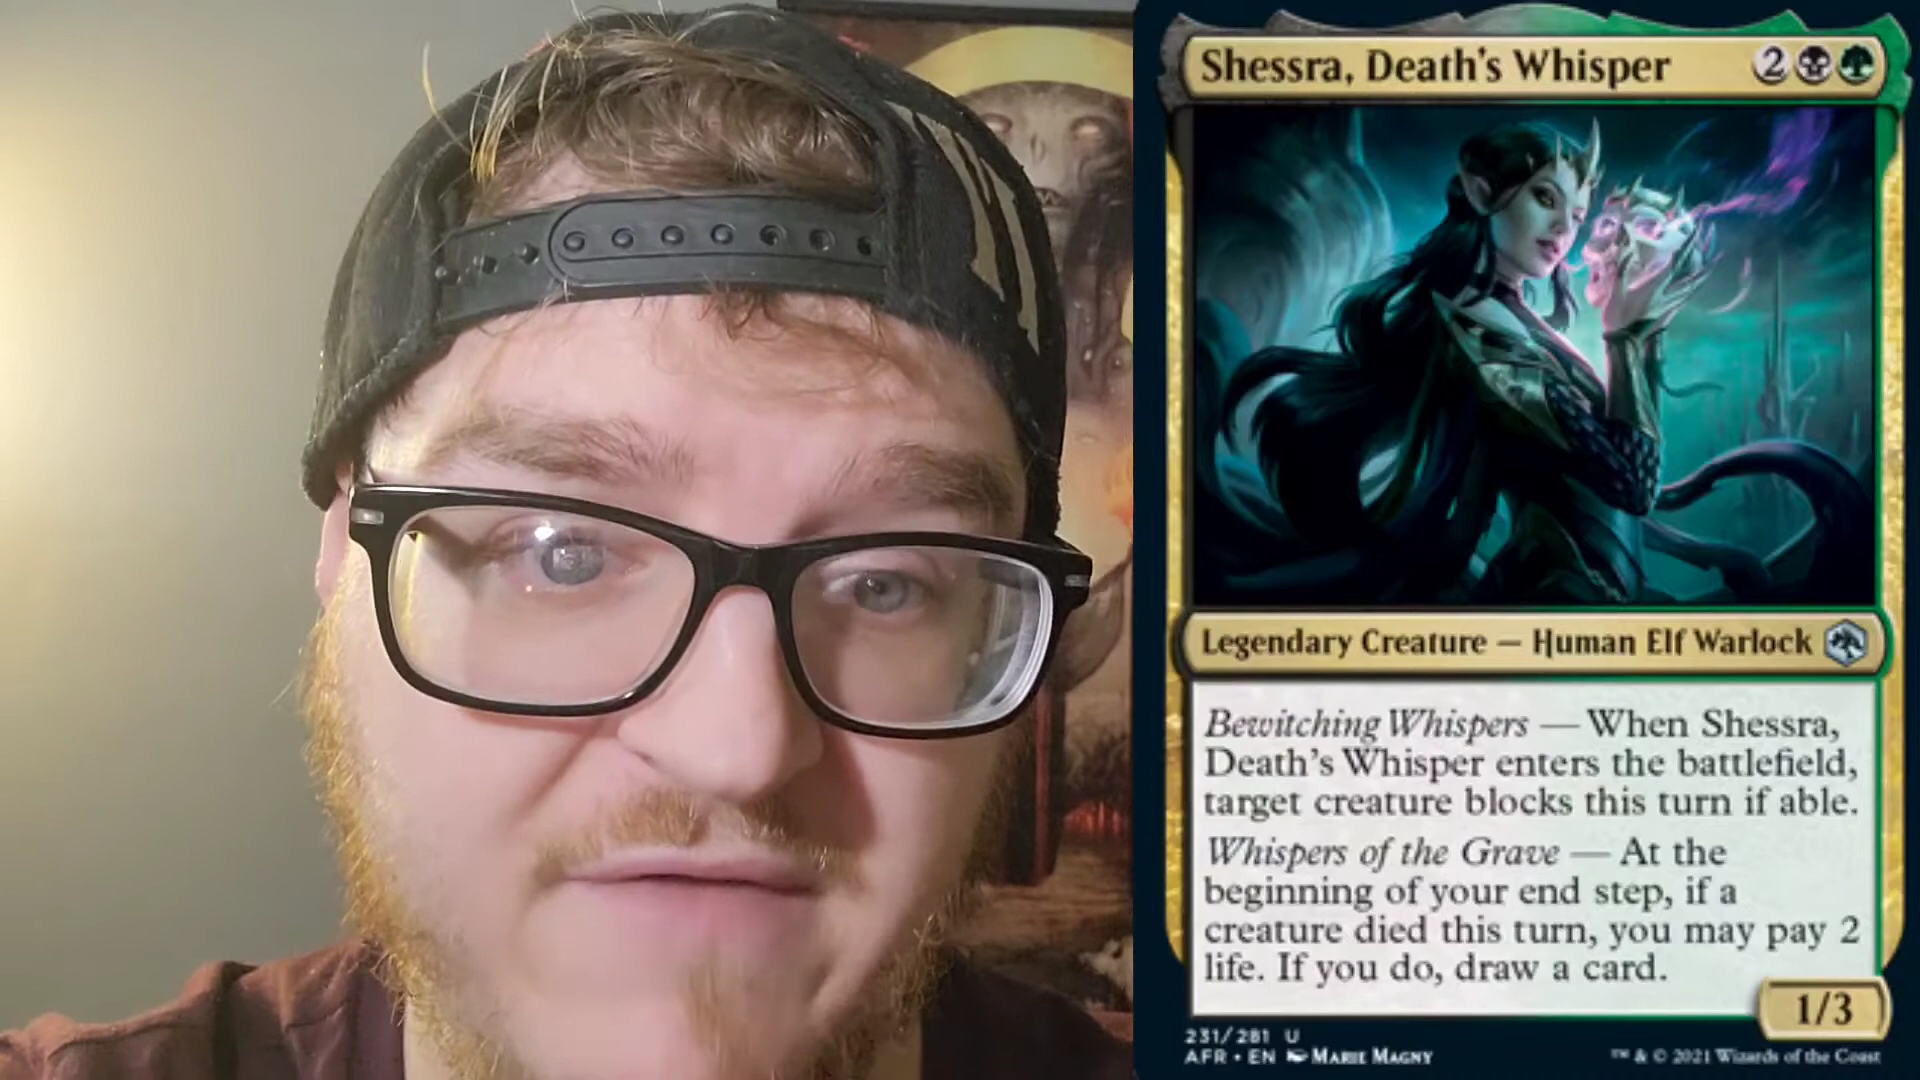 Shessra, Death's Whisper 2
Legendary Creature — Human Elf Warlock
Bewitching Whispers — When Shessra,
Death's Whisper enters the battlefield,
target creature blocks this turn if able.
Whispers of the Grave — At the
beginning of your end step, if a
creature died this turn, you may pay 2
life. If you do, draw a card.
1/3
231/281 U
AFR • EN Marie Magny
™ & © 2021 Wizards of the Coast